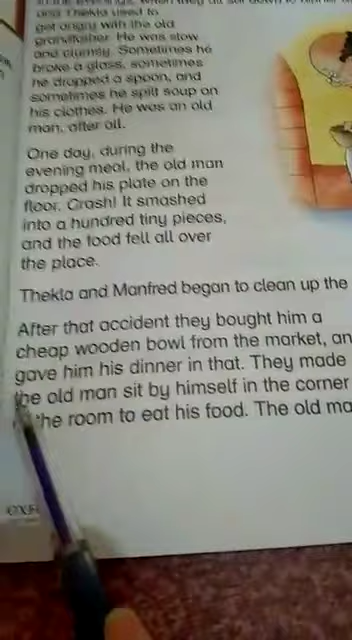 and Thekla used to
get angry with the old
grandfather. He was slow
and clumsy. Sometimes he
broke a glass, sometimes
he dropped a spoon, and
sometimes he spilt soup on
his clothes. He was an old
man, after all.
One day, during the
evening meal, the old man
dropped his plate on the
floor. Crash! It smashed
into a hundred tiny pieces,
and the food fell all over
the place.
Thekla and Manfred began to clean up the
After that accident they bought him a
cheap wooden bowl from the market, an
gave him his dinner in that. They made
the old man sit by himself in the corner
the room to eat his food. The old ma